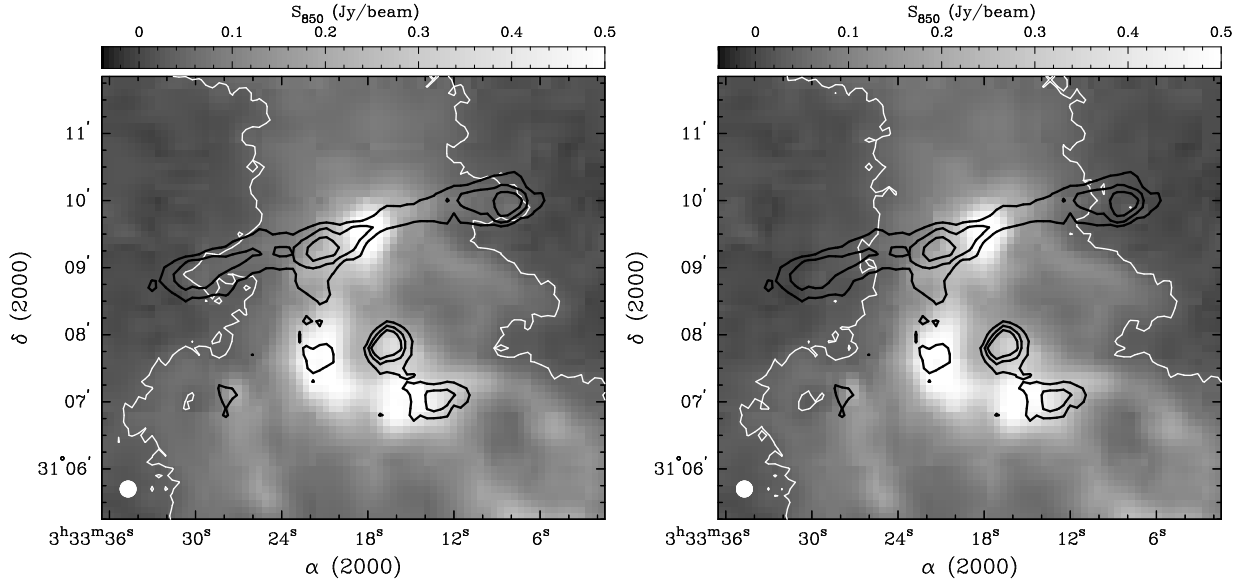 S850 (Jy/beam)
0 0.1 0.2 0.3 0.4 0.5
δ (2000)
11′
10′
09′
08′
07′
31°06′
3h33m36s 30s 24s 18s 12s 6s
α (2000)
S850 (Jy/beam)
0 0.1 0.2 0.3 0.4 0.5
δ (2000)
11′
10′
09′
08′
07′
31°06′
3h33m36s 30s 24s 18s 12s 6s
α (2000)